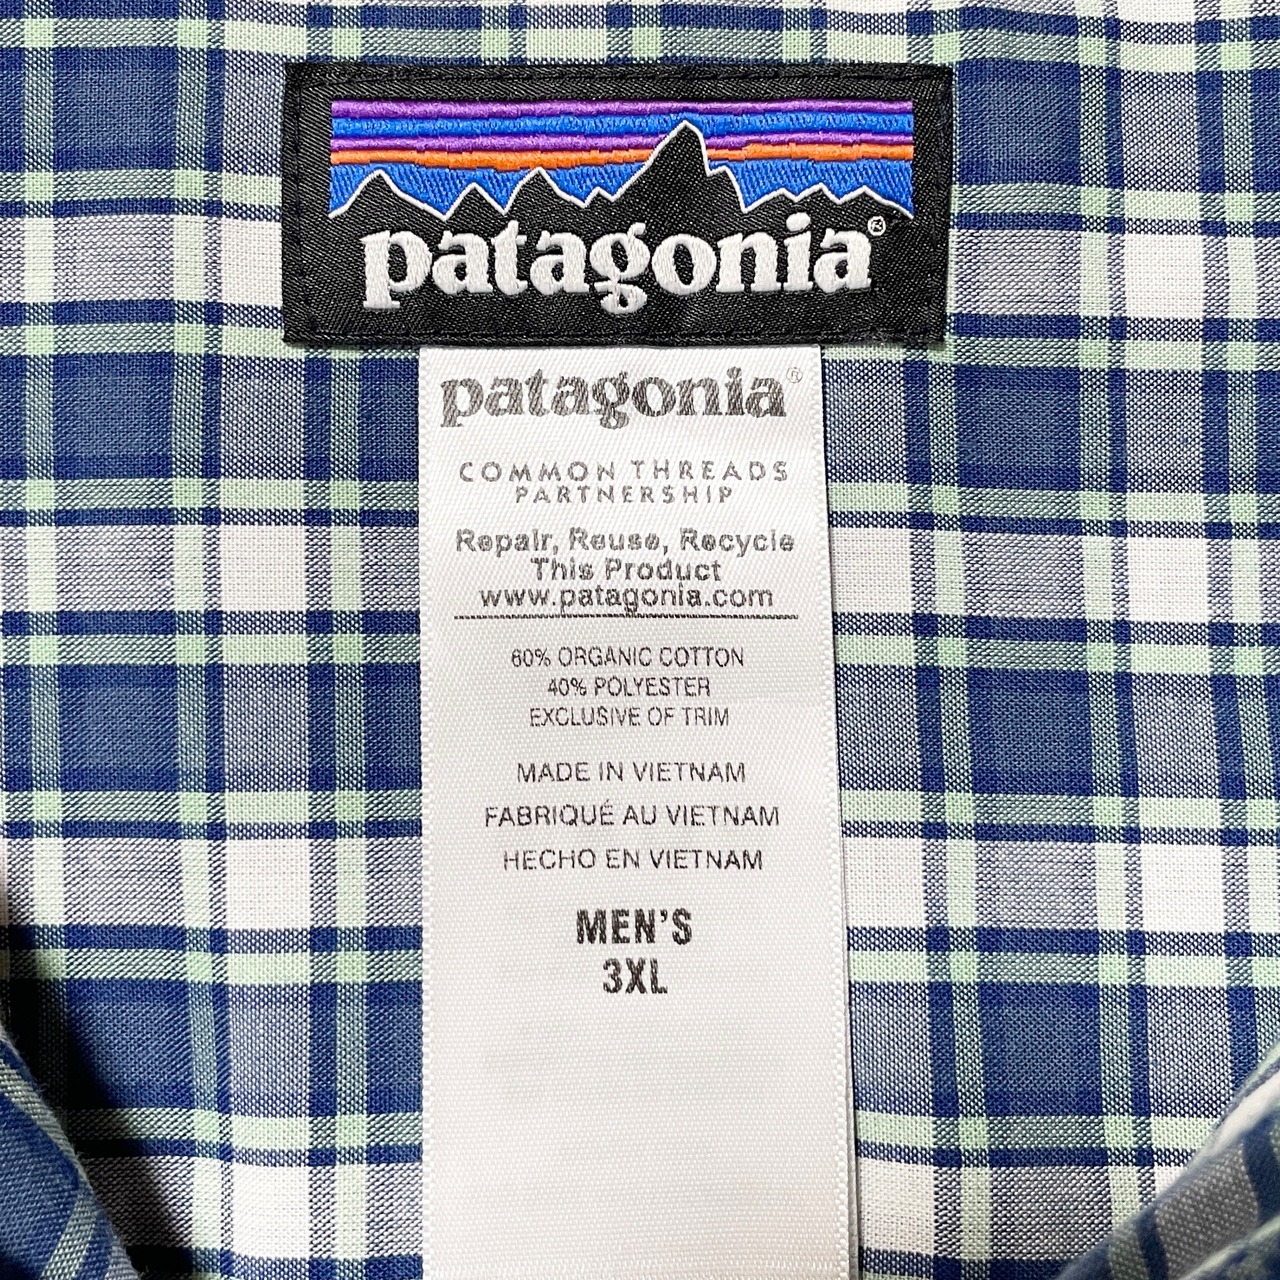 patagonia®
patagonia®
COMMON THREADS
PARTNERSHIP
Repair, Reuse, Recycle
This Product
www.patagonia.com
60% ORGANIC COTTON
40% POLYESTER
EXCLUSIVE OF TRIM
MADE IN VIETNAM
FABRIQUÉ AU VIETNAM
HECHO EN VIETNAM
MEN'S
3XL